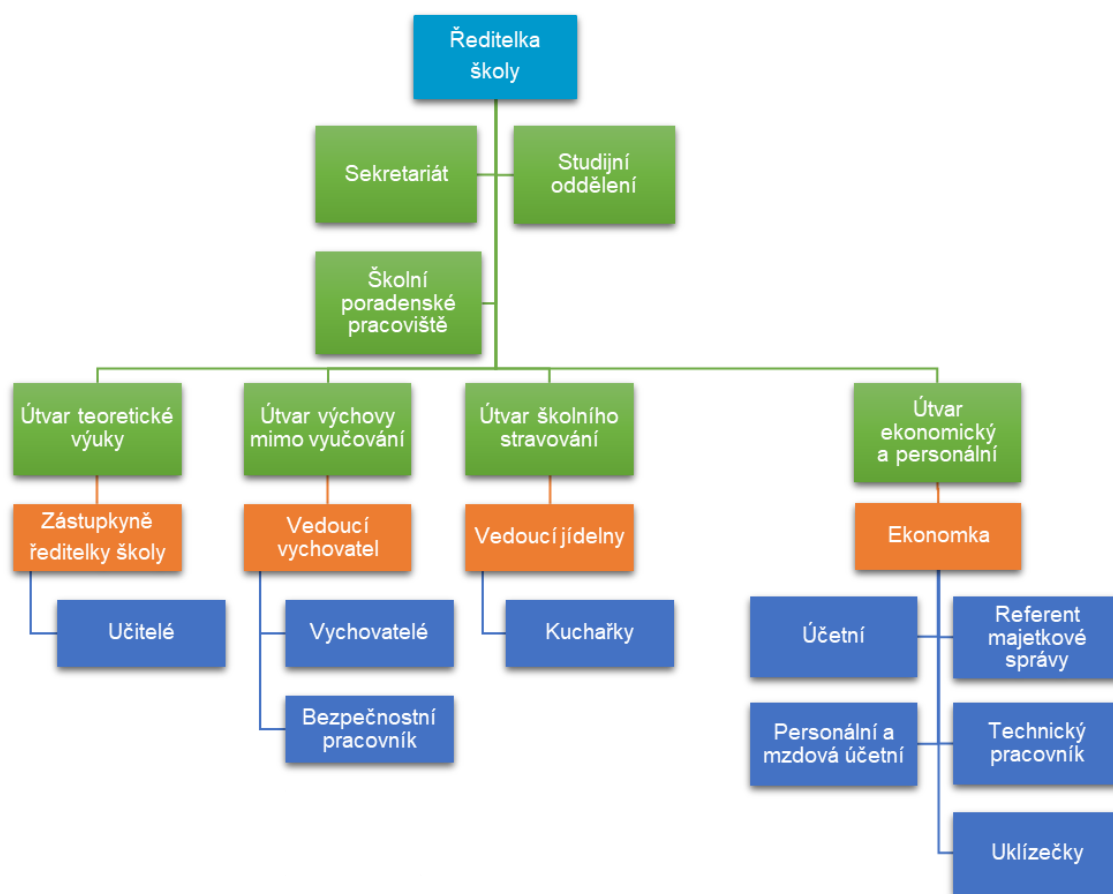 Ředitelka
školy
Sekretariát
Studijní
oddělení
Školní
poradenské
pracoviště
Útvar teoretické
výuky
Útvar výchovy
mimo vyučování
Útvar školního
stravování
Útvar
ekonomický
a personální
Zástupkyně
ředitelky školy
Vedoucí
vychovatel
Vedoucí jídelny
Ekonomka
Učitelé
Vychovatelé
Kuchařky
Účetní
Referent
majetkové
správy
Bezpečnostní
pracovník
Personální a
mzdová účetní
Technický
pracovník
Uklízečky